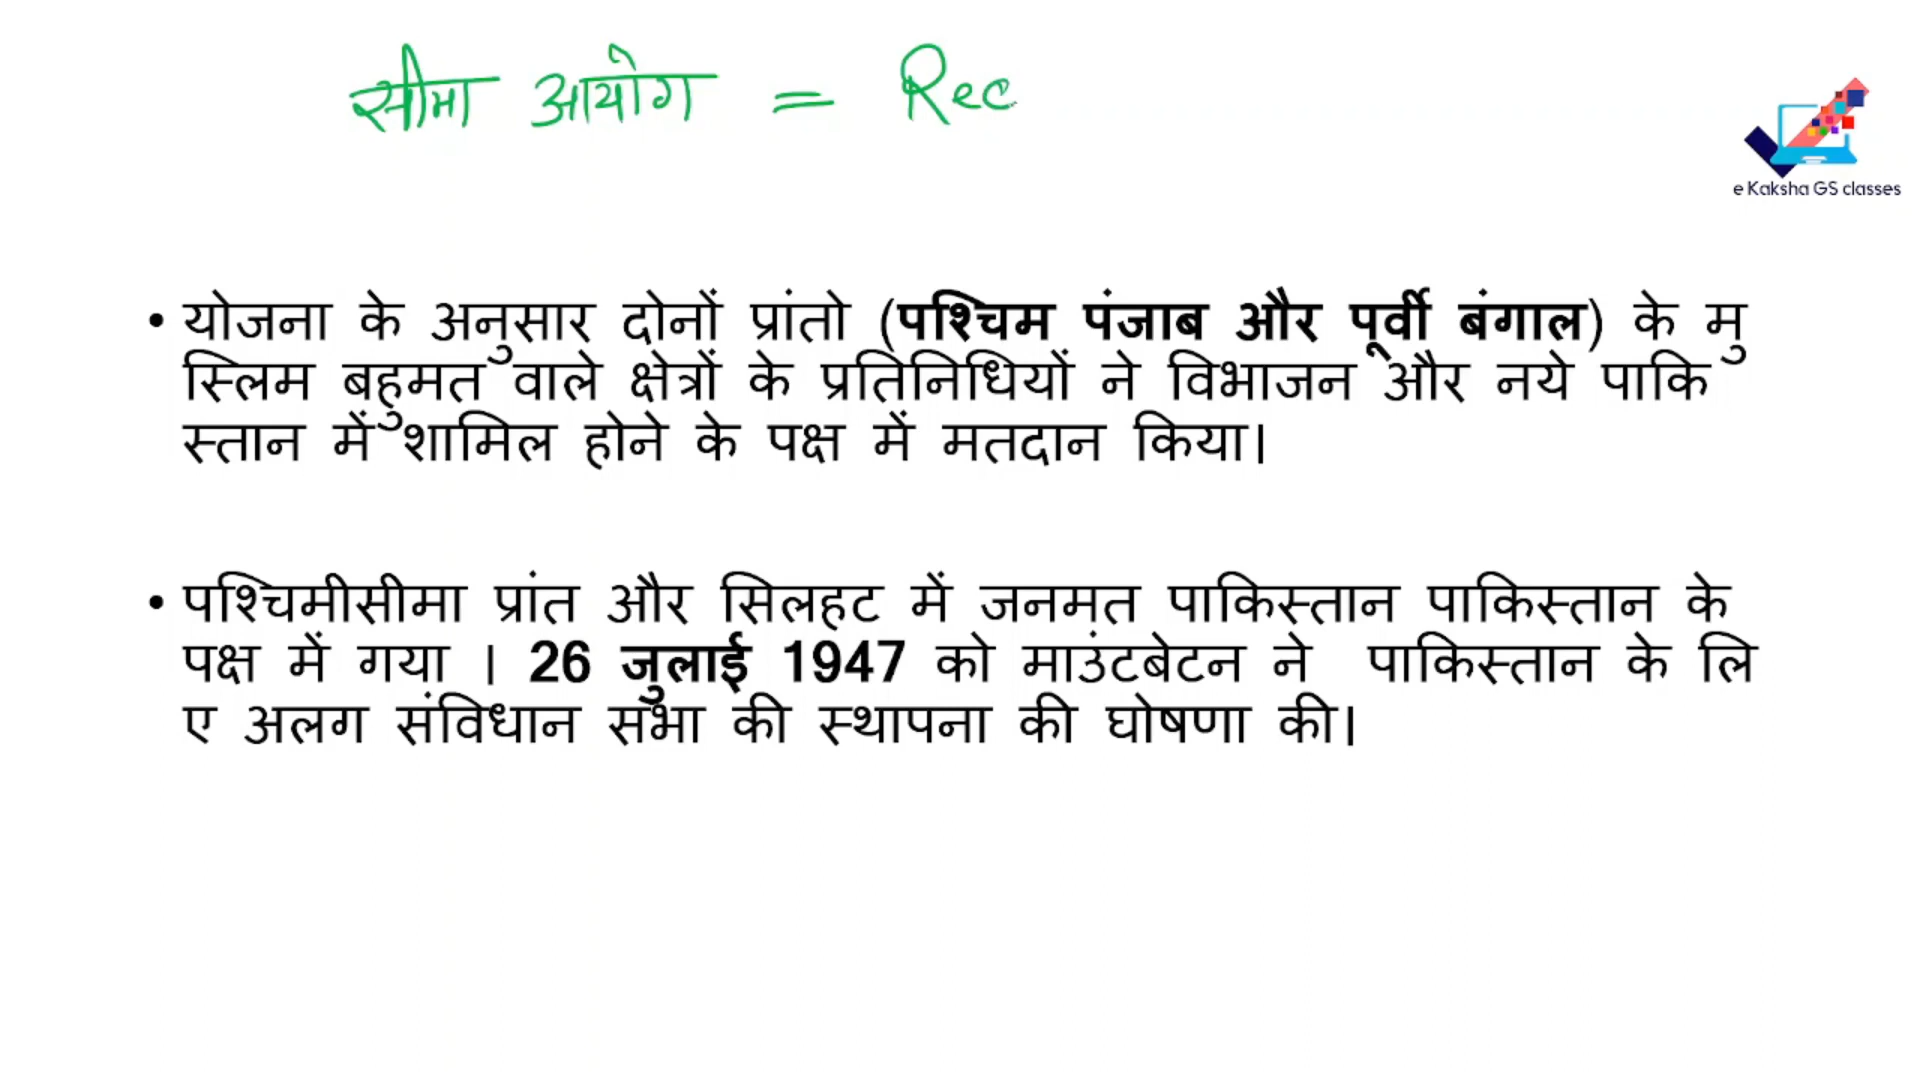 सीमा आयोग = Rec
e Kaksha GS classes
• योजना के अनुसार दोनों प्रांतो (पश्चिम पंजाब और पूर्वी बंगाल) के मु
स्लिम बहुमत वाले क्षेत्रों के प्रतिनिधियों ने विभाजन और नये पाकि
स्तान में शामिल होने के पक्ष में मतदान किया।
• पश्चिमीसीमा प्रांत और सिलहट में जनमत पाकिस्तान पाकिस्तान के
पक्ष में गया । 26 जुलाई 1947 को माउंटबेटन ने पाकिस्तान के लि
ए अलग संविधान सभा की स्थापना की घोषणा की।